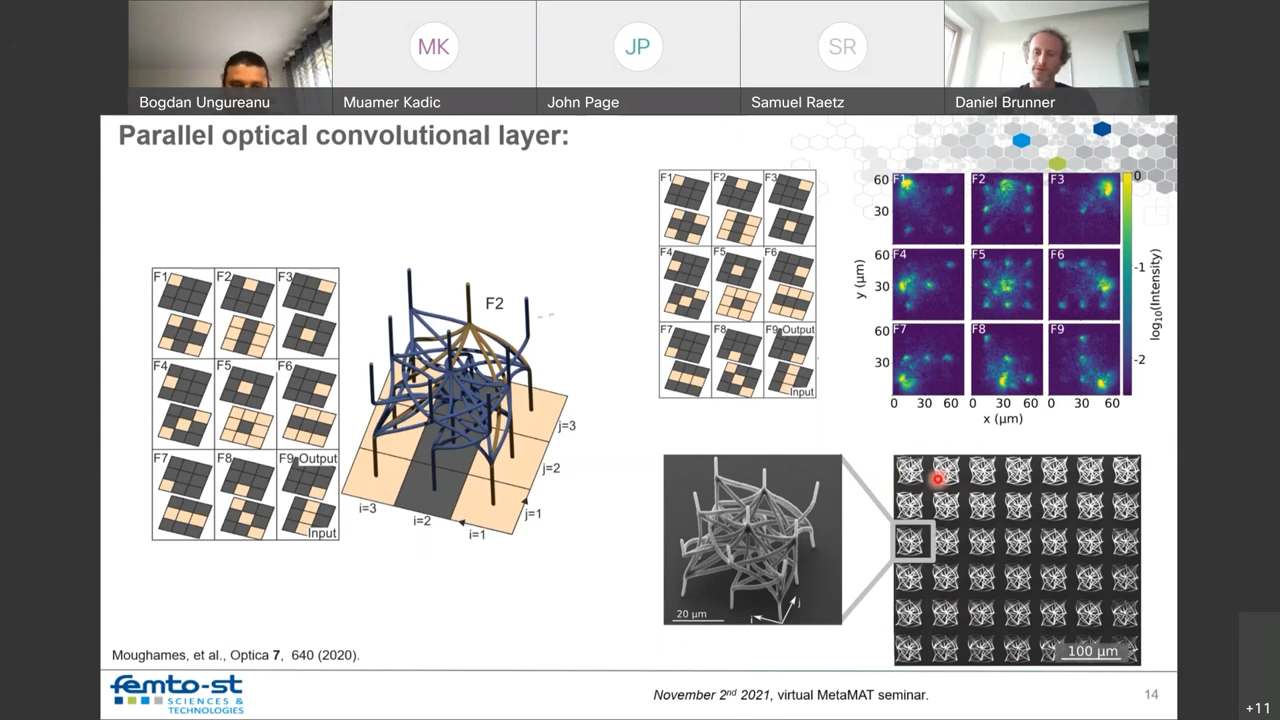 MK
JP
SR
Bogdan Ungureanu
Muamer Kadic
John Page
Samuel Raetz
Daniel Brunner
Parallel optical convolutional layer:
F1 F2 F3
F4 F5 F6
F7 F8 F9 Output
Input
F2
i=3
i=2
i=1
j=1
j=2
j=3
F1 F2 F3
F4 F5 F6
F7 F8 F9 Output
Input
60
30
60
30
60
30
y (μm)
F1 F2 F3
F4 F5 F6
F7 F8 F9
0 30 60 0 30 60 0 30 60
x (μm)
0
-1
-2
log10(Intensity)
20 μm
i
j
100 μm
Moughames, et al., Optica 7, 640 (2020).
femto-st
SCIENCES &
TECHNOLOGIES
November 2nd 2021, virtual MetaMAT seminar.
14
+11